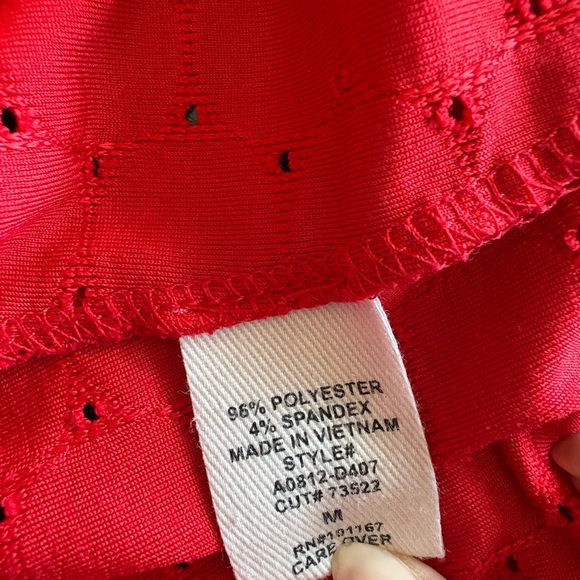 96% POLYESTER
4% SPANDEX
MADE IN VIETNAM
STYLE#
A0812-D407
CUT# 73522
M
RN#101167
CARE OVER